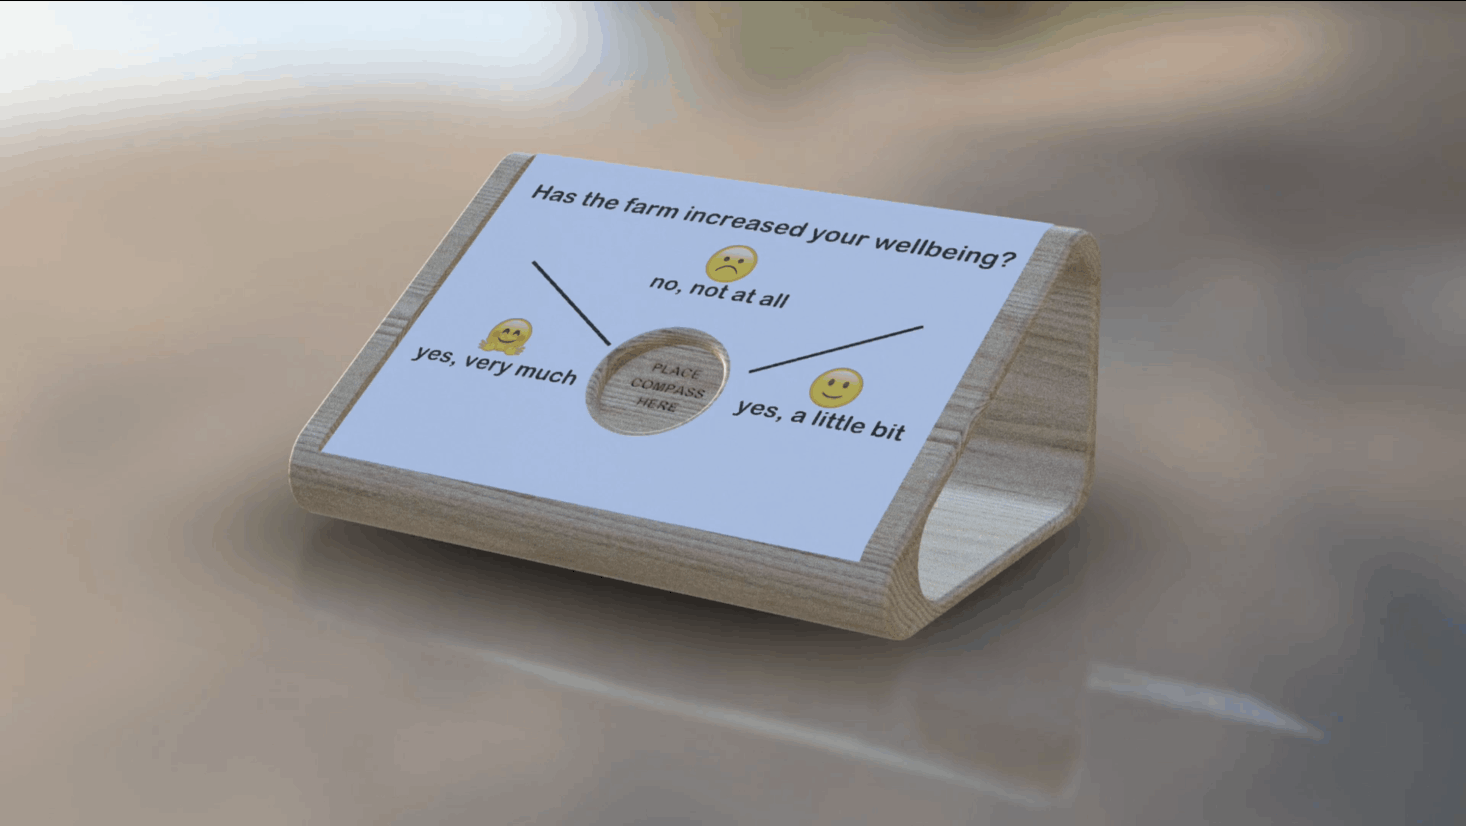 Has the farm increased your wellbeing?
no, not at all
yes, very much
PLACE
COMPASS
HERE
yes, a little bit